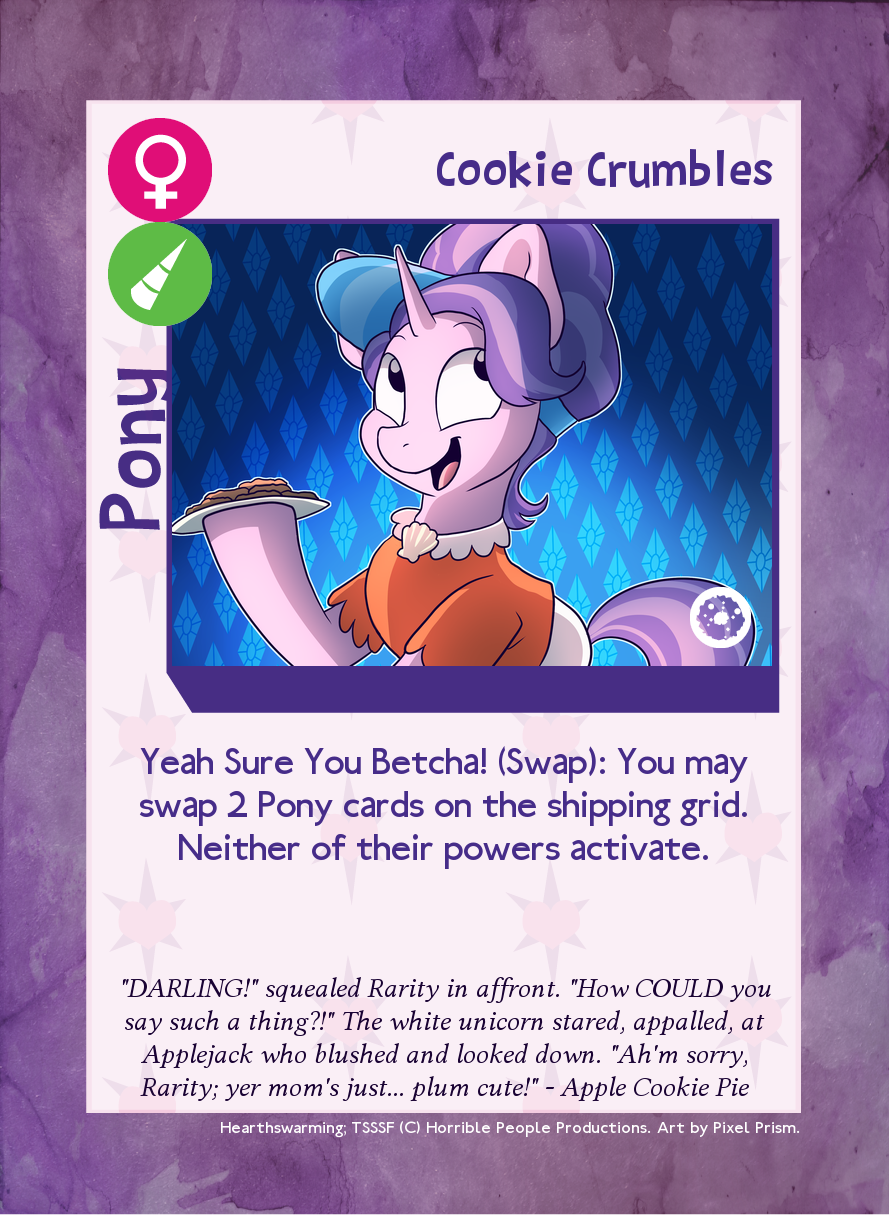 Cookie Crumbles
Pony
Yeah Sure You Betcha! (Swap): You may
swap 2 Pony cards on the shipping grid.
Neither of their powers activate.
"DARLING!" squealed Rarity in affront. "How COULD you
say such a thing?!" The white unicorn stared, appalled, at
Applejack who blushed and looked down. "Ah'm sorry,
Rarity; yer mom's just... plum cute!" - Apple Cookie Pie
Hearthswarming; TSSSF (C) Horrible People Productions. Art by Pixel Prism.